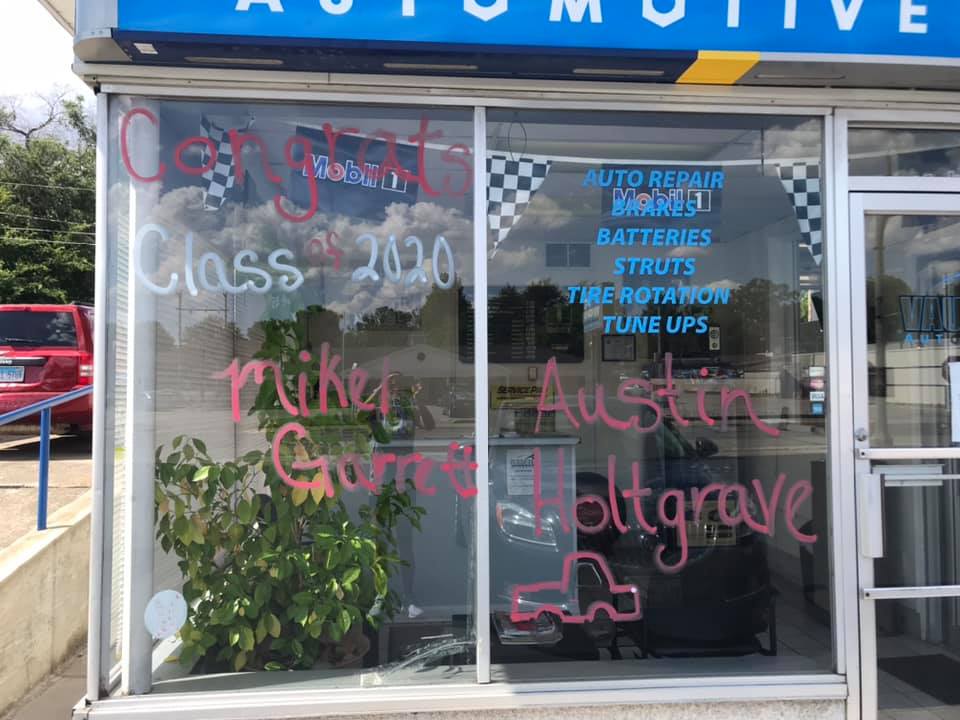 AUTOMOTIVE
Congrats
Mobil 1
Class of 2020
AUTO REPAIR
Mobil 1
BRAKES
BATTERIES
STRUTS
TIRE ROTATION
TUNE UPS
Mikel
Garrett
Austin
Holtgrave